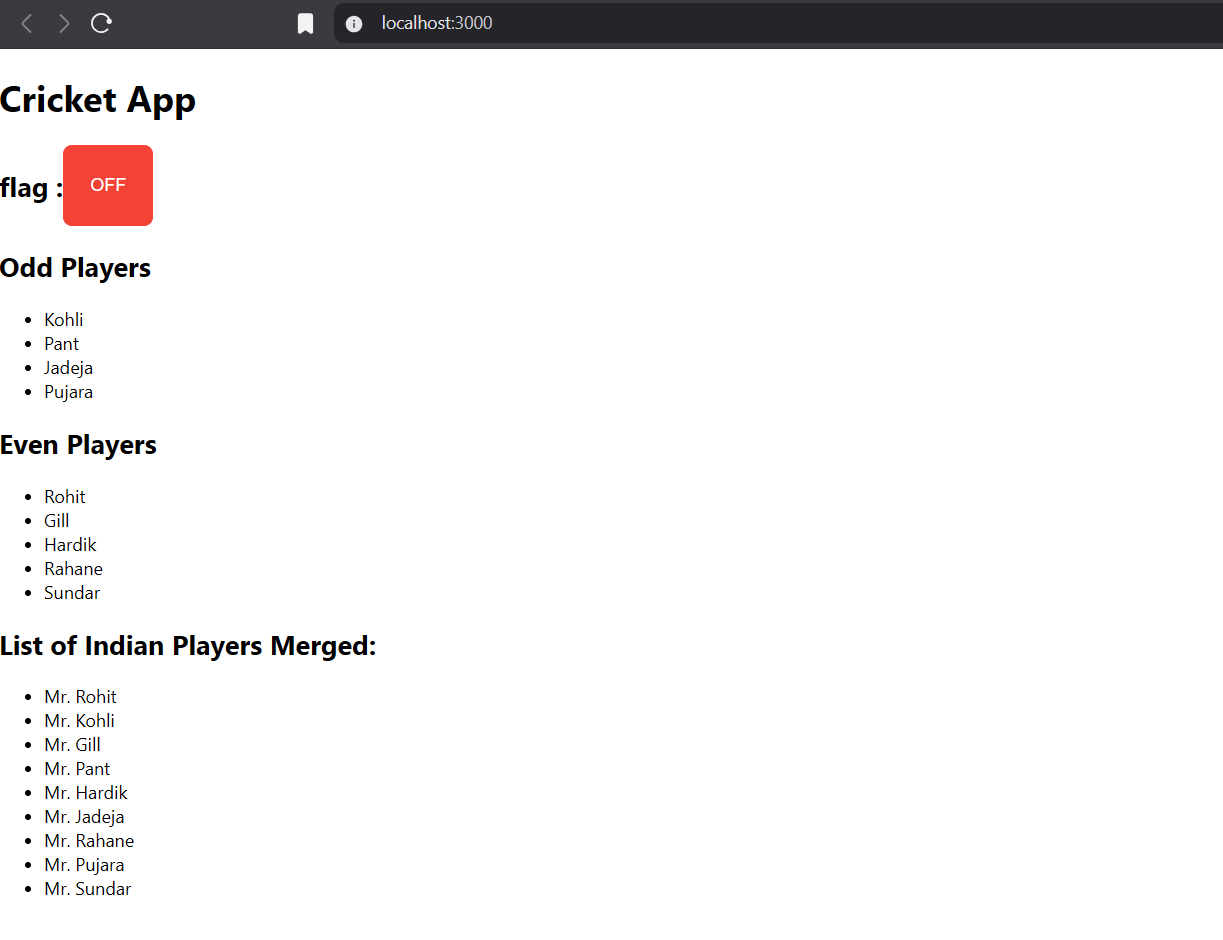 localhost:3000
Cricket App
flag : OFF
Odd Players
Kohli
Pant
Jadeja
Pujara
Even Players
Rohit
Gill
Hardik
Rahane
Sundar
List of Indian Players Merged:
Mr. Rohit
Mr. Kohli
Mr. Gill
Mr. Pant
Mr. Hardik
Mr. Jadeja
Mr. Rahane
Mr. Pujara
Mr. Sundar